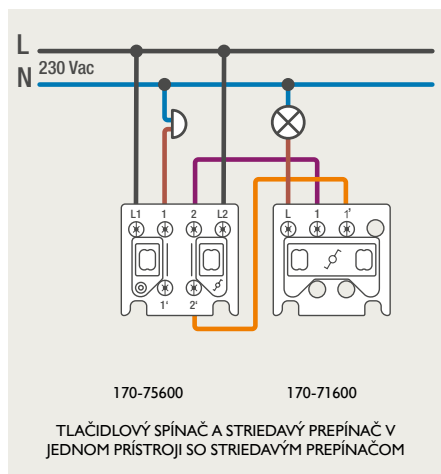 L
230 Vac
N
L1 1 2 L2
L 1 1'
1' 2'
170-75600
170-71600
TLAČIDLOVÝ SPÍNAČ A STRIEDAVÝ PREPÍNAČ V
JEDNOM PRÍSTROJI SO STRIEDAVÝM PREPÍNAČOM